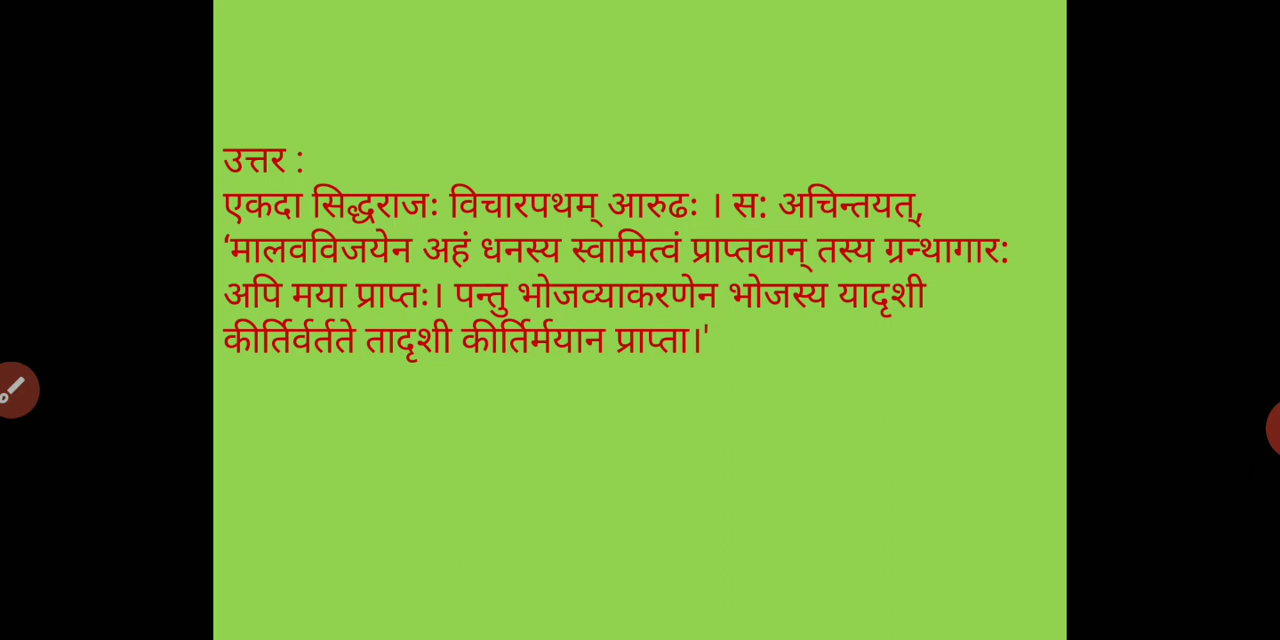 उत्तर :
एकदा सिद्धराजः विचारपथम् आरुढः । स: अचिन्तयत्,
‘मालवविजयेन अहं धनस्य स्वामित्वं प्राप्तवान् तस्य ग्रन्थागार:
अपि मया प्राप्तः। पन्तु भोजव्याकरणेन भोजस्य यादृशी
कीर्तिर्वर्तते तादृशी कीर्तिर्मयान प्राप्ता।'